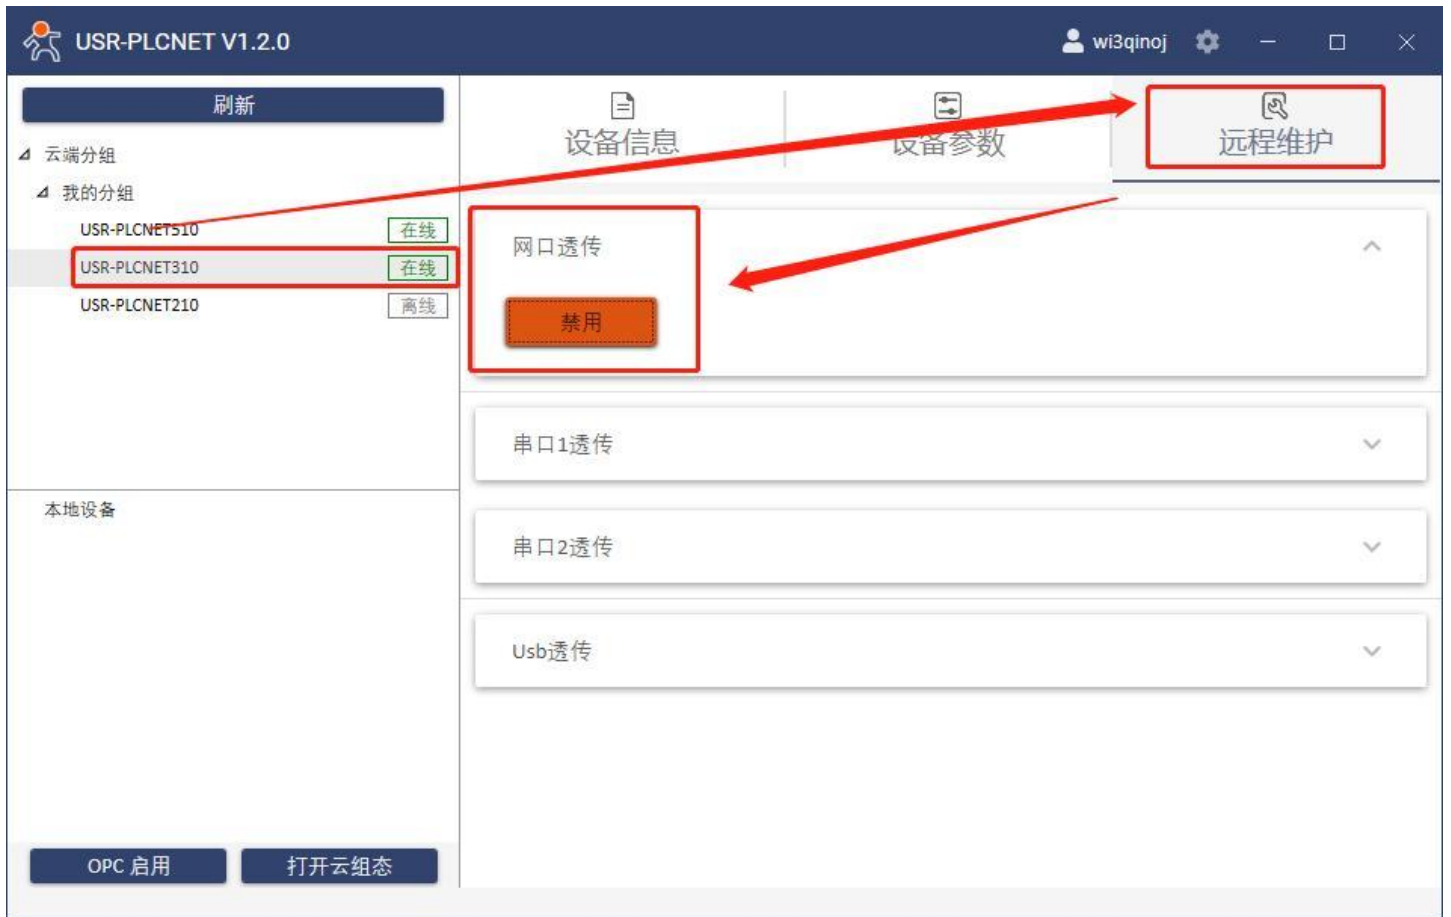 USR-PLCNET V1.2.0
wi3qinoj
刷新
云端分组
我的分组
USR-PLCNET510 在线
USR-PLCNET310 在线
USR-PLCNET210 离线
本地设备
OPC 启用
打开云组态
设备信息
设备参数
远程维护
网口透传
禁用
串口1透传
串口2透传
Usb透传